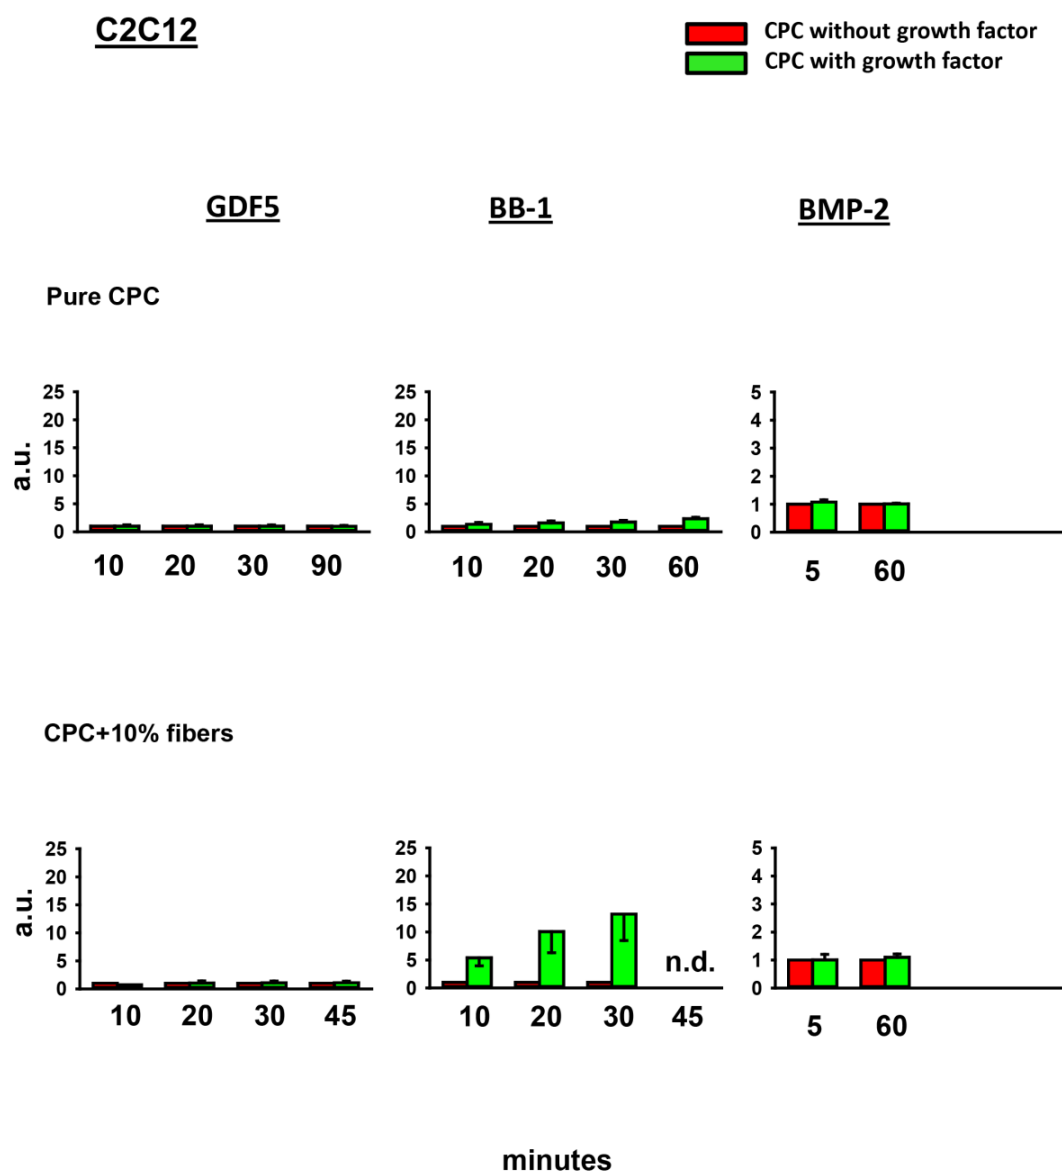 C2C12
CPC without growth factor
CPC with growth factor
GDF5 BB-1 BMP-2
Pure CPC
a.u.
25
20
15
10
5
0
10 20 30 90
25
20
15
10
5
0
10 20 30 60
5
4
3
2
1
0
5 60
CPC+10% fibers
a.u.
25
20
15
10
5
0
10 20 30 45
25
20
15
10
5
0
n.d.
10 20 30 45
5
4
3
2
1
0
5 60
minutes